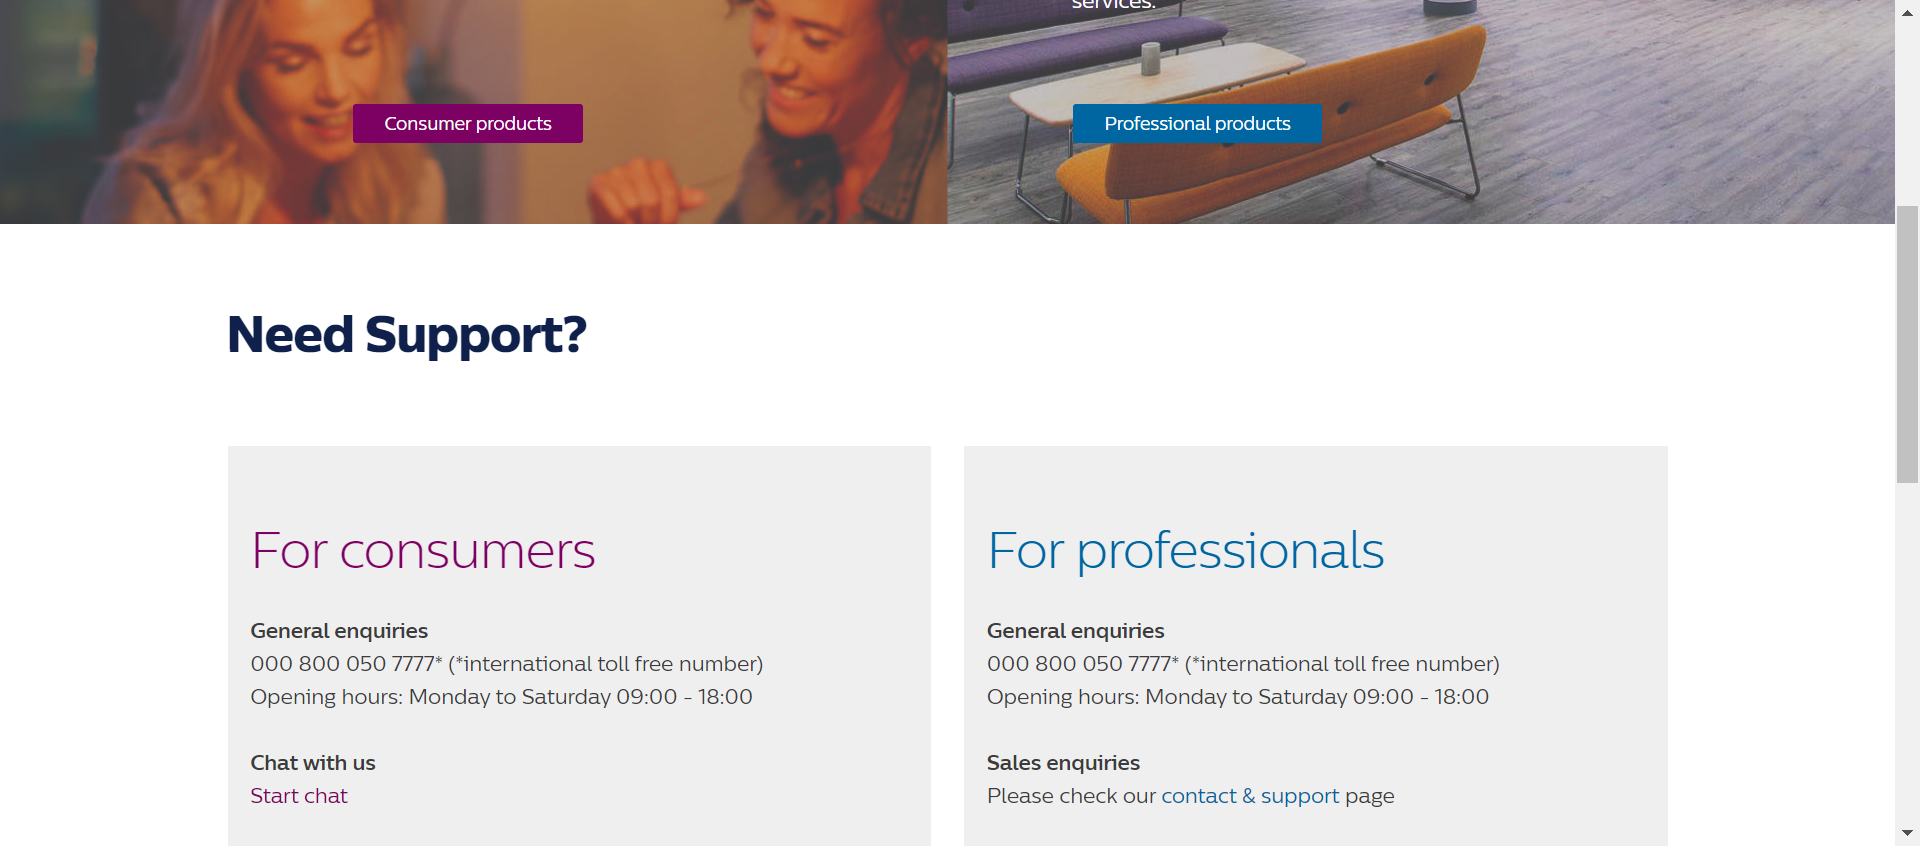 services.
Consumer products
Professional products
Need Support?
For consumers
General enquiries
000 800 050 7777* (*international toll free number)
Opening hours: Monday to Saturday 09:00 - 18:00
Chat with us
Start chat
For professionals
General enquiries
000 800 050 7777* (*international toll free number)
Opening hours: Monday to Saturday 09:00 - 18:00
Sales enquiries
Please check our contact & support page